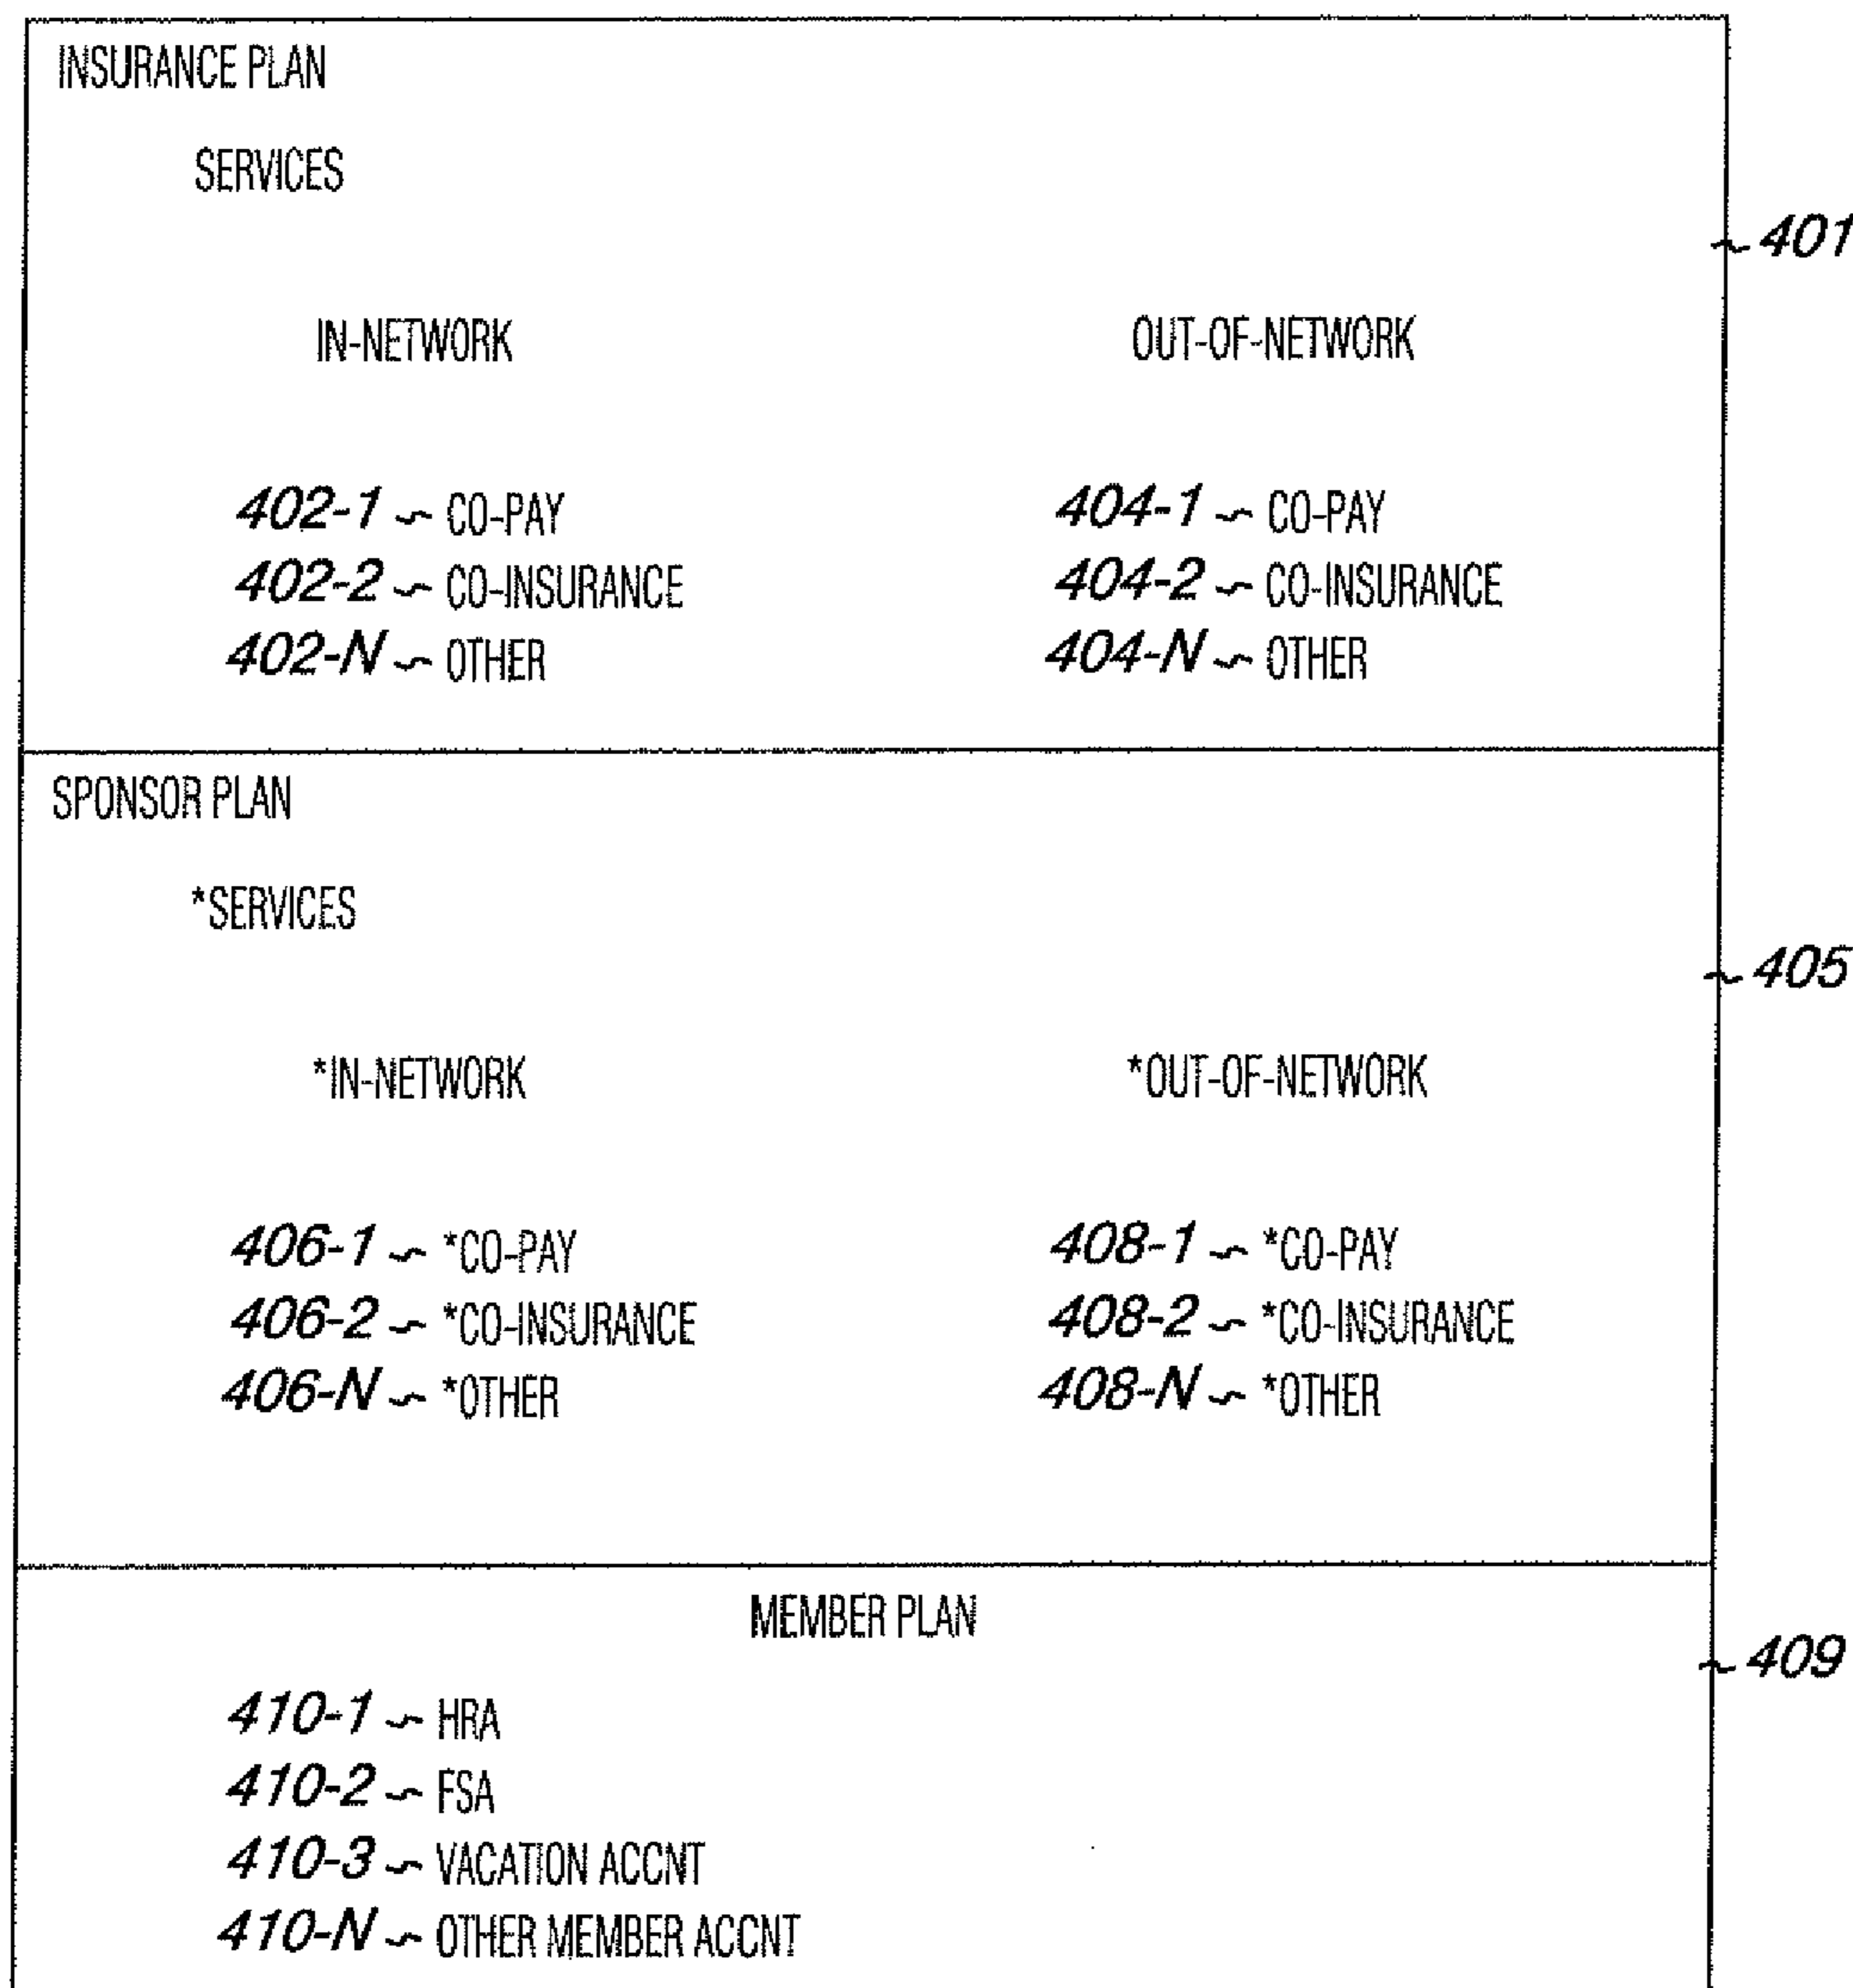 INSURANCE PLAN
SERVICES
401
IN-NETWORK OUT-OF-NETWORK
402-1 CO-PAY 404-1 CO-PAY
402-2 CO-INSURANCE 404-2 CO-INSURANCE
402-N OTHER 404-N OTHER
SPONSOR PLAN
*SERVICES
405
*IN-NETWORK *OUT-OF-NETWORK
406-1 *CO-PAY 408-1 *CO-PAY
406-2 *CO-INSURANCE 408-2 *CO-INSURANCE
406-N *OTHER 408-N *OTHER
MEMBER PLAN
409
410-1 HRA
410-2 FSA
410-3 VACATION ACCNT
410-N OTHER MEMBER ACCNT